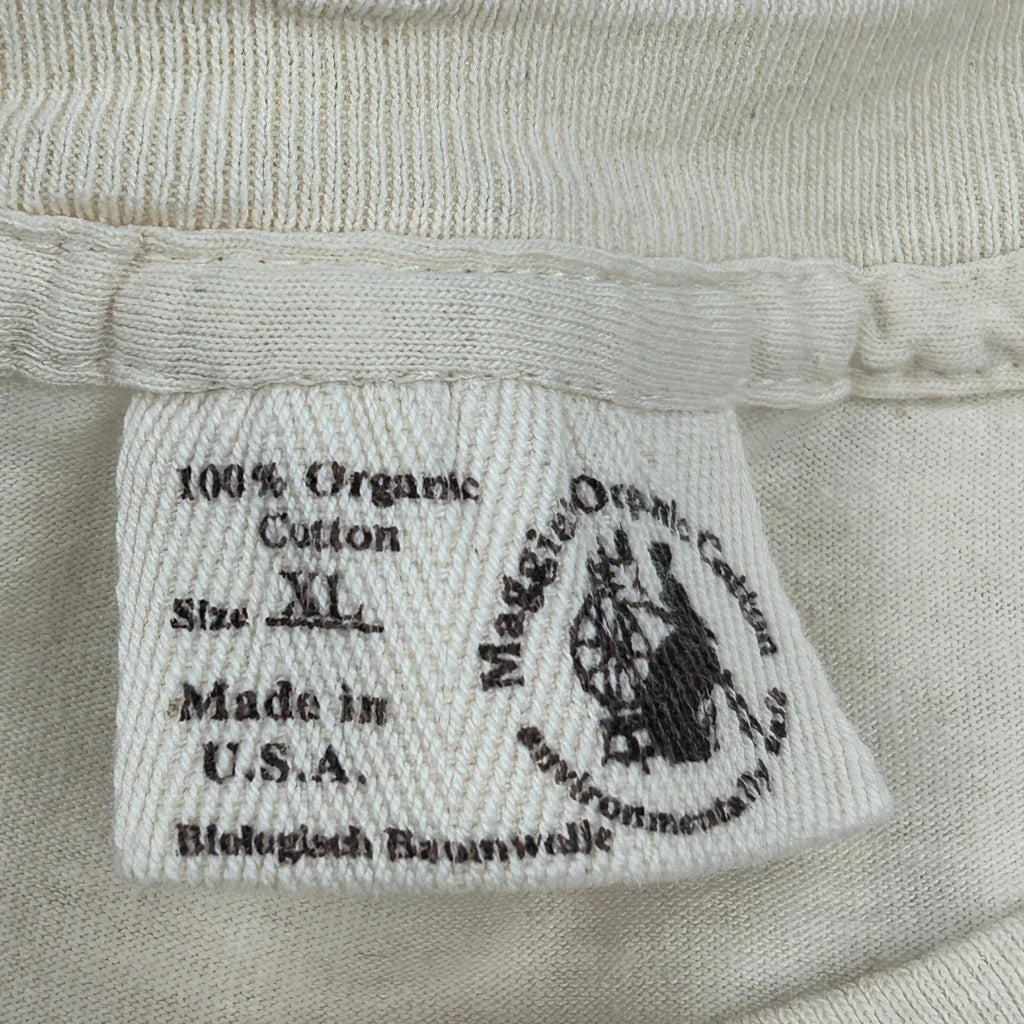 100% Organic
Cotton
Size XL
Made in
U.S.A.
Biologisch Baumwolle
Maggie's Organic Cotton
environmentally safe